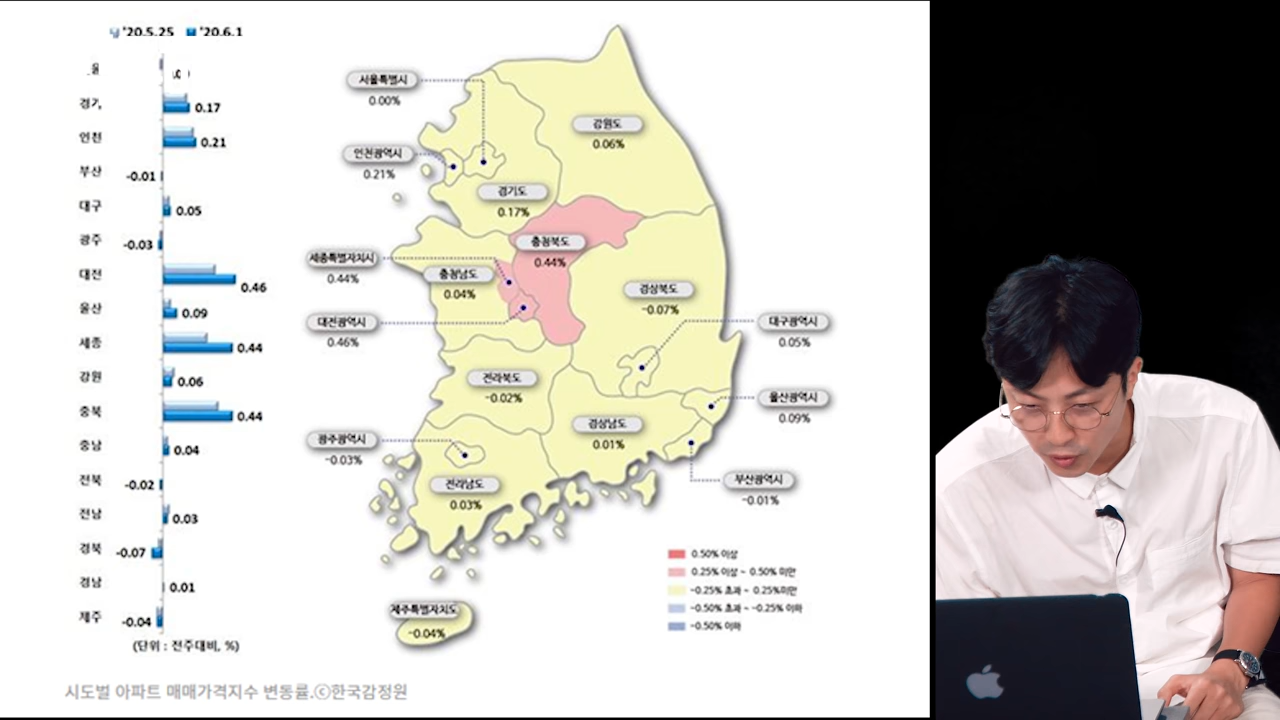 '20.5.25 '20.6.1
경기 0.17
인천 0.21
부산 -0.01
대구 0.05
광주 -0.03
대전 0.46
울산 0.09
세종 0.44
강원 0.06
충북 0.44
충남 0.04
전북 -0.02
전남 0.03
경북 -0.07
경남 0.01
제주 -0.04
(단위 : 전주대비, %)
서울특별시
0.00%
강원도
0.06%
인천광역시
0.21%
경기도
0.17%
충청북도
0.44%
세종특별자치시
0.44%
충청남도
0.04%
경상북도
-0.07%
대전광역시
0.46%
대구광역시
0.05%
전라북도
-0.02%
울산광역시
0.09%
경상남도
0.01%
광주광역시
-0.03%
전라남도
0.03%
부산광역시
-0.01%
제주특별자치도
-0.04%
0.50% 이상
0.25% 이상 ~ 0.50% 미만
-0.25% 초과 ~ 0.25%미만
-0.50% 초과 ~ -0.25% 이하
-0.50% 이하
시도벌 아파트 매매가격지수 변동률.ⓒ한국감정원